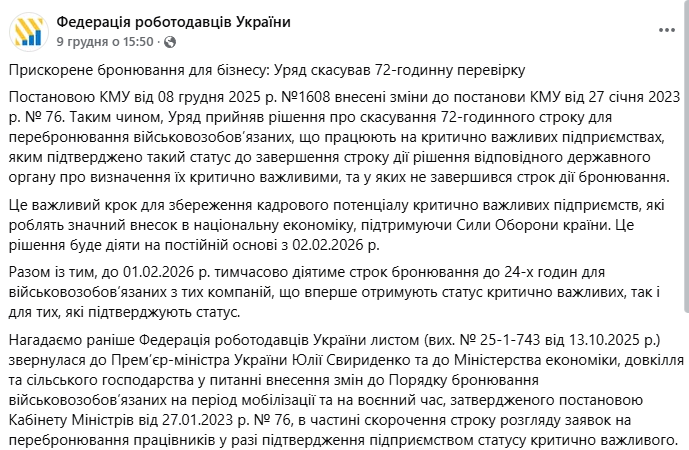 Федерація роботодавців України
9 грудня о 15:50 ·
Прискорене бронювання для бізнесу: Уряд скасував 72-годинну перевірку
Постановою КМУ від 08 грудня 2025 р. №1608 внесені зміни до постанови КМУ від 27 січня 2023
р. № 76. Таким чином, Уряд прийняв рішення про скасування 72-годинного строку для
перебронювання військовозобов’язаних, що працюють на критично важливих підприємствах,
яким підтверджено такий статус до завершення строку дії рішення відповідного державного
органу про визначення їх критично важливими, та у яких не завершився строк дії бронювання.
Це важливий крок для збереження кадрового потенціалу критично важливих підприємств, які
роблять значний внесок в національну економіку, підтримуючи Сили Оборони країни. Це
рішення буде діяти на постійній основі з 02.02.2026 р.
Разом із тим, до 01.02.2026 р. тимчасово діятиме строк бронювання до 24-х годин для
військовозобов’язаних з тих компаній, що вперше отримують статус критично важливих, так і
для тих, які підтверджують статус.
Нагадаємо раніше Федерація роботодавців України листом (вих. № 25-1-743 від 13.10.2025 р.)
звернулася до Прем’єр-міністра України Юлії Свириденко та до Міністерства економіки, довкілля
та сільського господарства у питанні внесення змін до Порядку бронювання
військовозобов’язаних на період мобілізації та на воєнний час, затвердженого постановою
Кабінету Міністрів від 27.01.2023 р. № 76, в частині скорочення строку розгляду заявок на
перебронювання працівників у разі підтвердження підприємством статусу критично важливого.